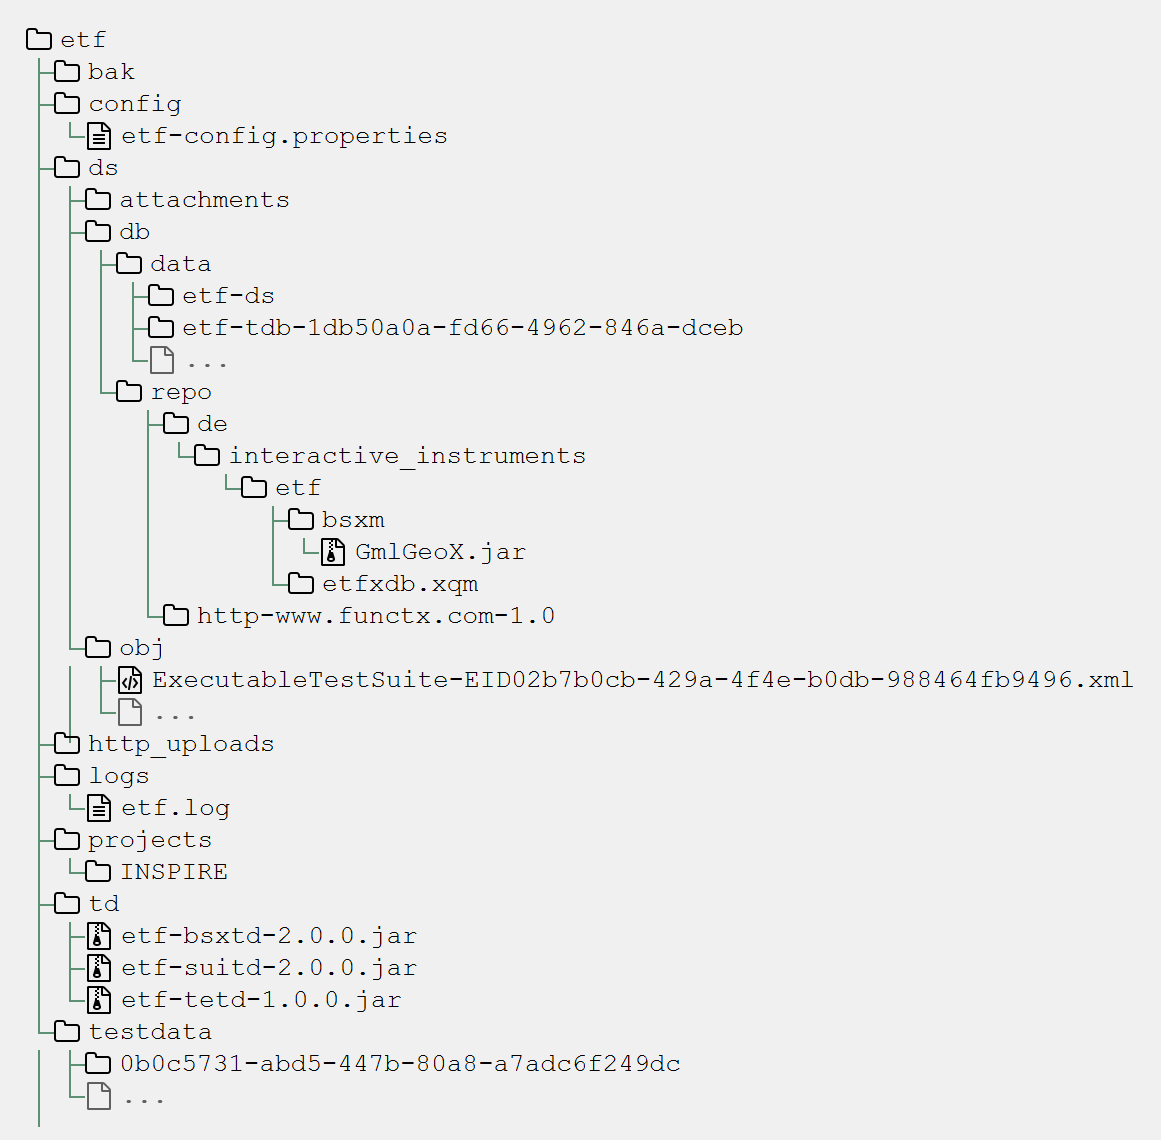 etf
bak
config
etf-config.properties
ds
attachments
db
data
etf-ds
etf-tdb-1db50a0a-fd66-4962-846a-dceb
...
repo
de
interactive_instruments
etf
bsxm
GmlGeoX.jar
etfxdb.xqm
http-www.functx.com-1.0
obj
ExecutableTestSuite-EID02b7b0cb-429a-4f4e-b0db-988464fb9496.xml
...
http_uploads
logs
etf.log
projects
INSPIRE
td
etf-bsxtd-2.0.0.jar
etf-suitd-2.0.0.jar
etf-tetd-1.0.0.jar
testdata
0b0c5731-abd5-447b-80a8-a7adc6f249dc
...